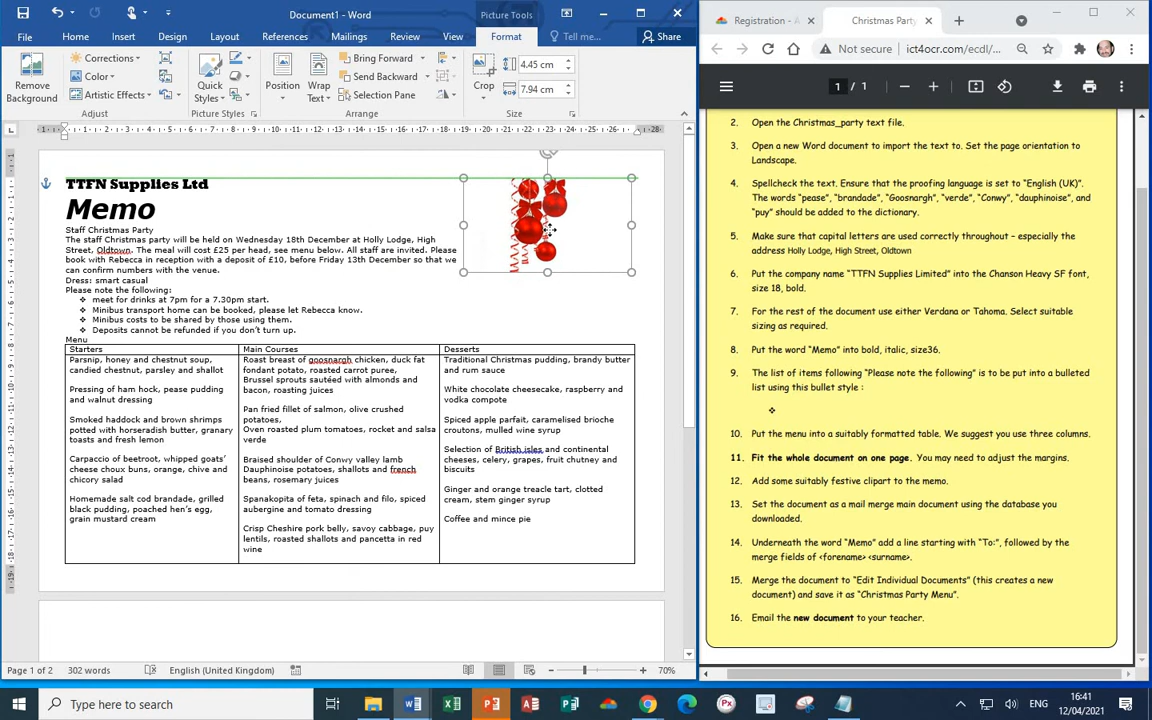 Document1 - Word
Picture Tools
File
Home
Insert
Design
Layout
References
Mailings
Review
View
Format
Tell me...
Share
Remove
Background
Corrections
Color
Artistic Effects
Adjust
Quick
Styles
Picture Styles
Position
Wrap
Text
Bring Forward
Send Backward
Selection Pane
Arrange
Crop
4.45 cm
7.94 cm
Size
TTFN Supplies Ltd
Memo
Staff Christmas Party
The staff Christmas party will be held on Wednesday 18th December at Holly Lodge, High
Street, Oldtown. The meal will cost £25 per head, see menu below. All staff are invited. Please
book with Rebecca in reception with a deposit of £10, before Friday 13th December so that we
can confirm numbers with the venue.
Dress: smart casual
Please note the following:
❖ meet for drinks at 7pm for a 7.30pm start.
❖ Minibus transport home can be booked, please let Rebecca know.
❖ Minibus costs to be shared by those using them.
❖ Deposits cannot be refunded if you don't turn up.
Menu
Starters
Parsnip, honey and chestnut soup,
candied chestnut, parsley and shallot
Pressing of ham hock, pease pudding
and walnut dressing
Smoked haddock and brown shrimps
potted with horseradish butter, granary
toasts and fresh lemon
Carpaccio of beetroot, whipped goats'
cheese choux buns, orange, chive and
chicory salad
Homemade salt cod brandade, grilled
black pudding, poached hen's egg,
grain mustard cream
Main Courses
Roast breast of goosnargh chicken, duck fat
fondant potato, roasted carrot puree,
Brussel sprouts sautéed with almonds and
bacon, roasting juices
Pan fried fillet of salmon, olive crushed
potatoes,
Oven roasted plum tomatoes, rocket and salsa
verde
Braised shoulder of Conwy valley lamb
Dauphinoise potatoes, shallots and french
beans, rosemary juices
Spanakopita of feta, spinach and filo, spiced
aubergine and tomato dressing
Crisp Cheshire pork belly, savoy cabbage, puy
lentils, roasted shallots and pancetta in red
wine
Desserts
Traditional Christmas pudding, brandy butter
and rum sauce
White chocolate cheesecake, raspberry and
vodka compote
Spiced apple parfait, caramelised brioche
croutons, mulled wine syrup
Selection of British isles and continental
cheeses, celery, grapes, fruit chutney and
biscuits
Ginger and orange treacle tart, clotted
cream, stem ginger syrup
Coffee and mince pie
Page 1 of 2
302 words
English (United Kingdom)
70%
Registration - A
Christmas Party
Not secure
ict4ocr.com/ecdl/...
1 / 1
2. Open the Christmas_party text file.
3. Open a new Word document to import the text to. Set the page orientation to
Landscape.
4. Spellcheck the text. Ensure that the proofing language is set to "English (UK)".
The words "pease", "brandade", "Goosnargh", "verde", "Conwy", "dauphinoise", and
"puy" should be added to the dictionary.
5. Make sure that capital letters are used correctly throughout – especially the
address Holly Lodge, High Street, Oldtown
6. Put the company name "TTFN Supplies Limited" into the Chanson Heavy SF font,
size 18, bold.
7. For the rest of the document use either Verdana or Tahoma. Select suitable
sizing as required.
8. Put the word "Memo" into bold, italic, size36.
9. The list of items following "Please note the following" is to be put into a bulleted
list using this bullet style :
❖
10. Put the menu into a suitably formatted table. We suggest you use three columns.
11. Fit the whole document on one page. You may need to adjust the margins.
12. Add some suitably festive clipart to the memo.
13. Set the document as a mail merge main document using the database you
downloaded.
14. Underneath the word "Memo" add a line starting with "To:", followed by the
merge fields of <forename> <surname>.
15. Merge the document to "Edit Individual Documents" (this creates a new
document) and save it as "Christmas Party Menu".
16. Email the new document to your teacher.
Type here to search
ENG
16:41
12/04/2021